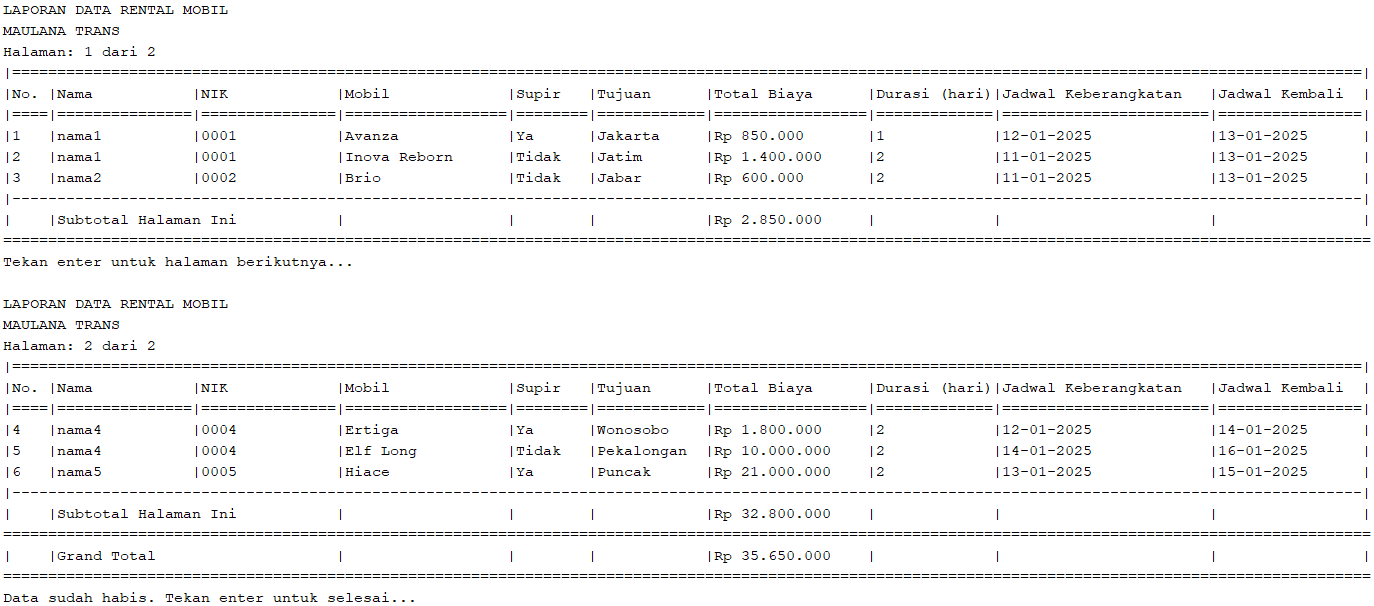 LAPORAN DATA RENTAL MOBIL
MAULANA TRANS
Halaman: 1 dari 2
|======================================================================================================================================================|
|No. |Nama           |NIK            |Mobil             |Supir   |Tujuan      |Total Biaya      |Durasi (hari)|Jadwal Keberangkatan   |Jadwal Kembali  |
|====|===============|===============|==================|========|============|=================|=============|=======================|================|
|1   |nama1          |0001           |Avanza            |Ya      |Jakarta     |Rp 850.000       |1            |12-01-2025             |13-01-2025      |
|2   |nama1          |0001           |Inova Reborn      |Tidak   |Jatim       |Rp 1.400.000     |2            |11-01-2025             |13-01-2025      |
|3   |nama2          |0002           |Brio              |Tidak   |Jabar       |Rp 600.000       |2            |11-01-2025             |13-01-2025      |
|------------------------------------------------------------------------------------------------------------------------------------------------------|
|    |Subtotal Halaman Ini           |                  |        |            |Rp 2.850.000     |             |                       |                |
========================================================================================================================================================
Tekan enter untuk halaman berikutnya...

LAPORAN DATA RENTAL MOBIL
MAULANA TRANS
Halaman: 2 dari 2
|======================================================================================================================================================|
|No. |Nama           |NIK            |Mobil             |Supir   |Tujuan      |Total Biaya      |Durasi (hari)|Jadwal Keberangkatan   |Jadwal Kembali  |
|====|===============|===============|==================|========|============|=================|=============|=======================|================|
|4   |nama4          |0004           |Ertiga            |Ya      |Wonosobo    |Rp 1.800.000     |2            |12-01-2025             |14-01-2025      |
|5   |nama4          |0004           |Elf Long          |Tidak   |Pekalongan  |Rp 10.000.000    |2            |14-01-2025             |16-01-2025      |
|6   |nama5          |0005           |Hiace             |Ya      |Puncak      |Rp 21.000.000    |2            |13-01-2025             |15-01-2025      |
|------------------------------------------------------------------------------------------------------------------------------------------------------|
|    |Subtotal Halaman Ini           |                  |        |            |Rp 32.800.000    |             |                       |                |
========================================================================================================================================================
|    |Grand Total                    |                  |        |            |Rp 35.650.000    |             |                       |                |
========================================================================================================================================================
Data sudah habis. Tekan enter untuk selesai...